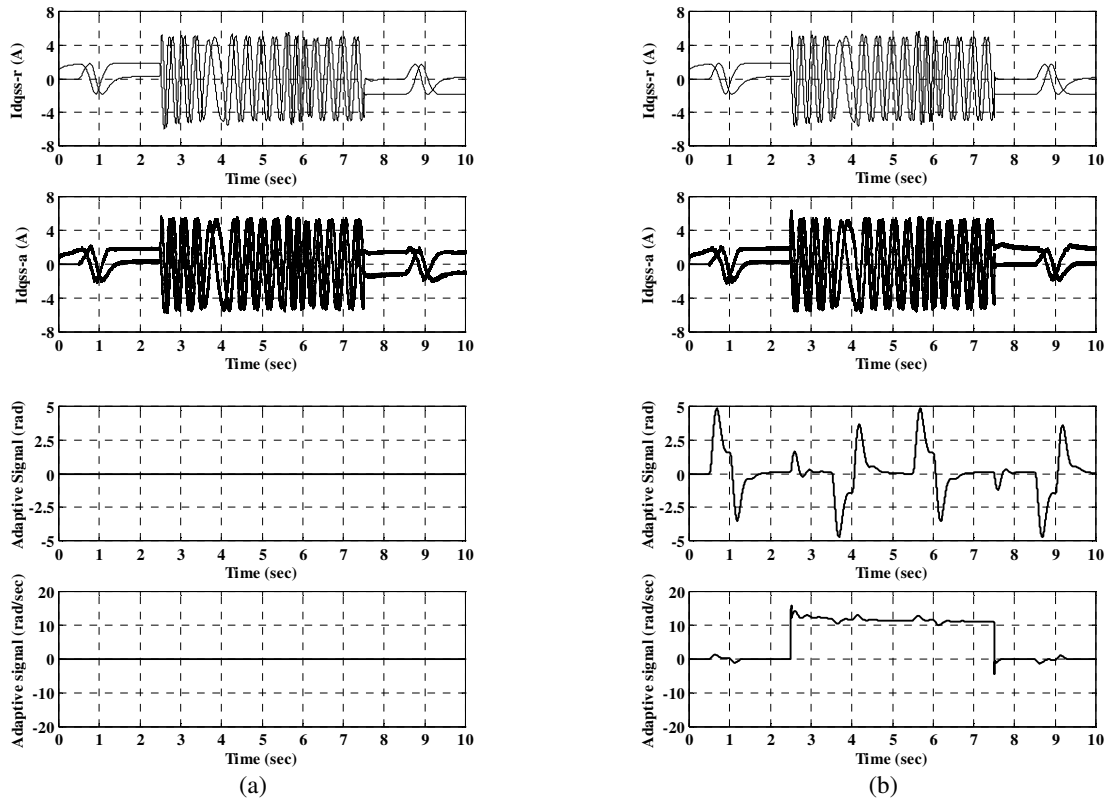 8
4
0
-4
-8
Idqss-r (A)
0 1 2 3 4 5 6 7 8 9 10
Time (sec)
8
4
0
-4
-8
Idqss-a (A)
0 1 2 3 4 5 6 7 8 9 10
Time (sec)
5
2.5
0
-2.5
-5
Adaptive Signal (rad)
0 1 2 3 4 5 6 7 8 9 10
Time (sec)
20
10
0
-10
-20
Adaptive signal (rad/sec)
0 1 2 3 4 5 6 7 8 9 10
Time (sec)
(a)
8
4
0
-4
-8
Idqss-r (A)
0 1 2 3 4 5 6 7 8 9 10
Time (sec)
8
4
0
-4
-8
Idqss-a (A)
0 1 2 3 4 5 6 7 8 9 10
Time (sec)
5
2.5
0
-2.5
-5
Adaptive Signal (rad)
0 1 2 3 4 5 6 7 8 9 10
Time (sec)
20
10
0
-10
-20
Adaptive signal (rad/sec)
0 1 2 3 4 5 6 7 8 9 10
Time (sec)
(b)